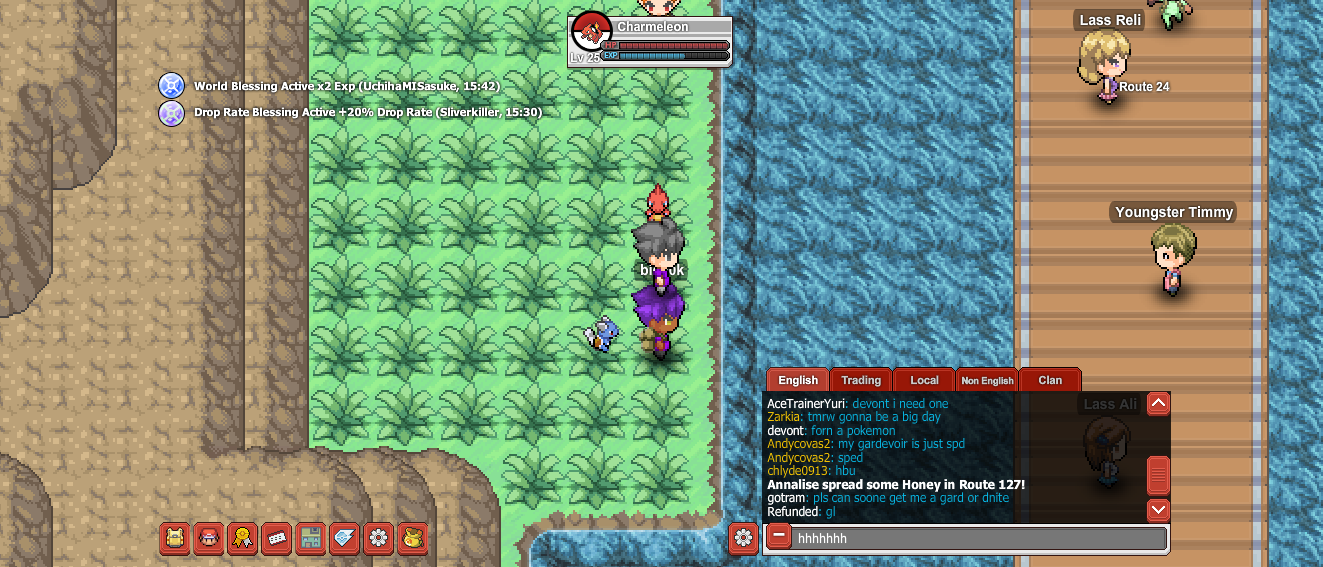 Charmeleon
HP
Lv 25 EXP
Lass Reli
Route 24
World Blessing Active x2 Exp (UchihaMISasuke, 15:42)
Drop Rate Blessing Active +20% Drop Rate (Sliverkiller, 15:30)
Youngster Timmy
English Trading Local Non English Clan
Lass Ali
AceTrainerYuri: devont i need one
Zarkia: tmrw gonna be a big day
devont: forn a pokemon
Andycovas2: my gardevoir is just spd
Andycovas2: sped
chlyde0913: hbu
Annalise spread some Honey in Route 127!
gotram: pls can soone get me a gard or dnite
Refunded: gl
hhhhhhh